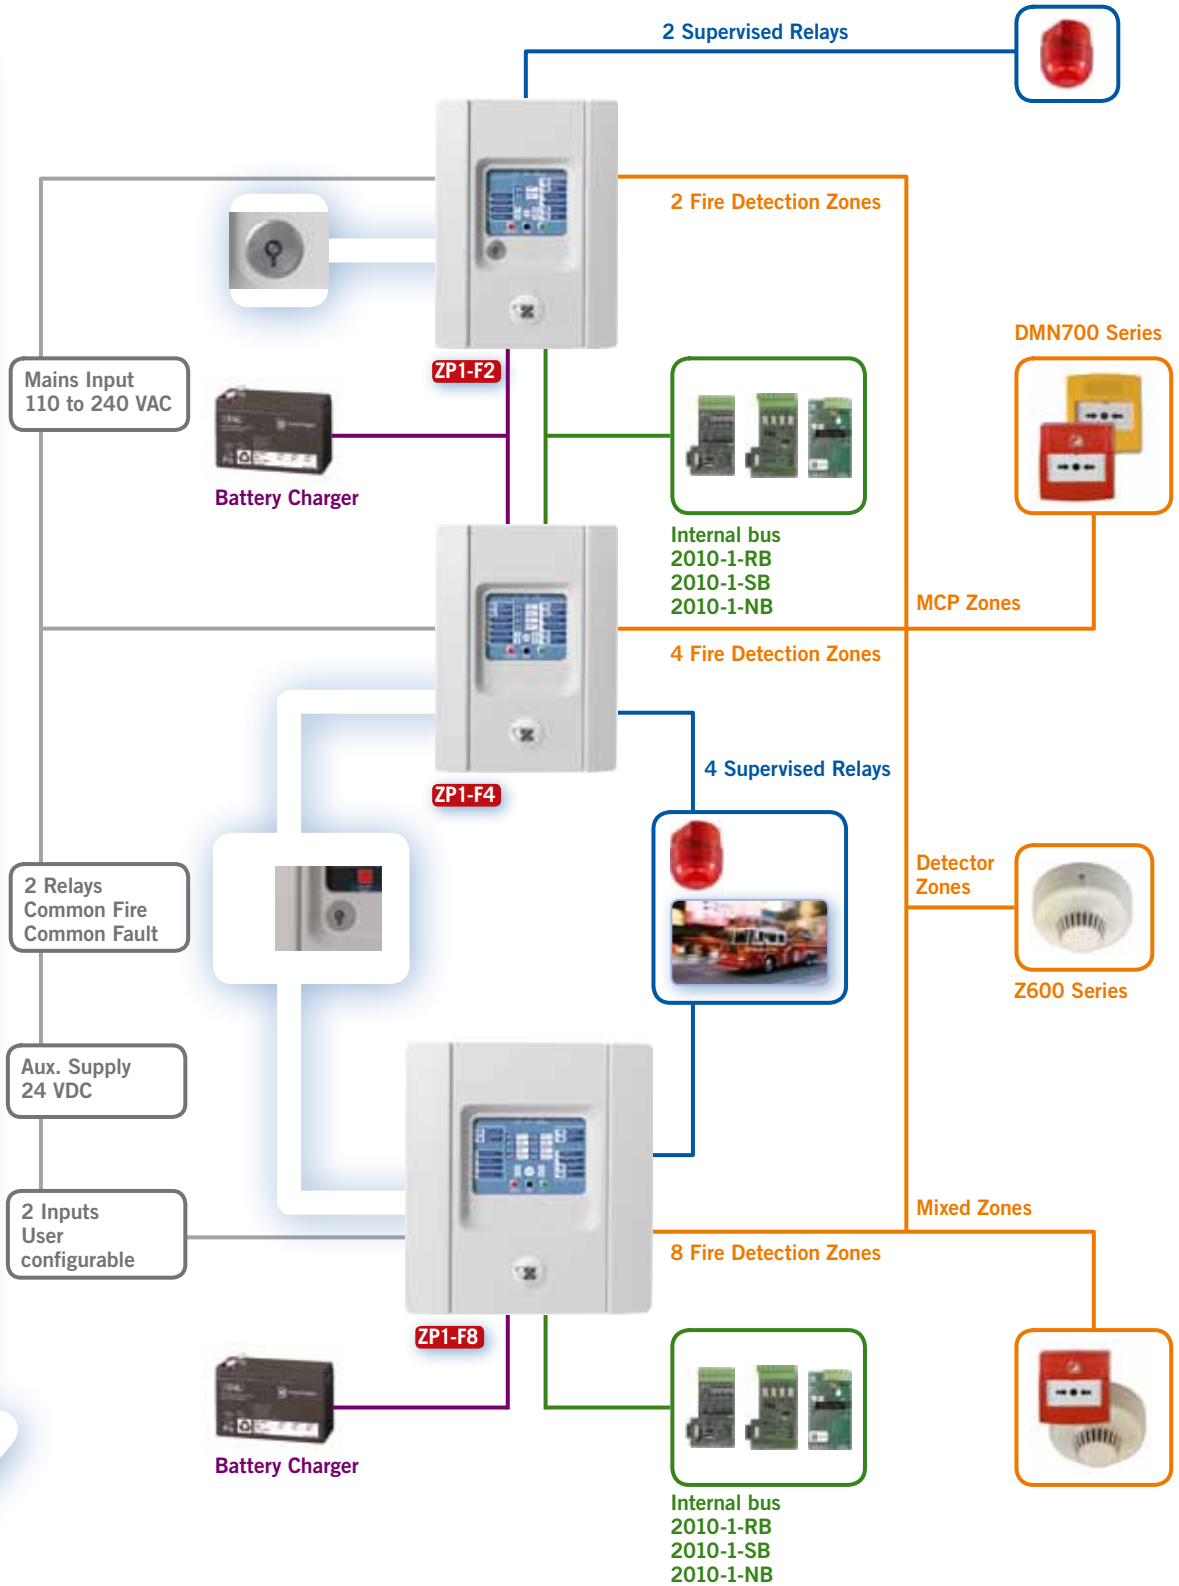 2 Supervised Relays
2 Fire Detection Zones
DMN700 Series
Mains Input
110 to 240 VAC
ZP1-F2
Battery Charger
Internal bus
2010-1-RB
2010-1-SB
2010-1-NB
MCP Zones
4 Fire Detection Zones
4 Supervised Relays
ZP1-F4
2 Relays
Common Fire
Common Fault
Detector
Zones
Z600 Series
Aux. Supply
24 VDC
2 Inputs
User
configurable
Mixed Zones
8 Fire Detection Zones
ZP1-F8
Battery Charger
Internal bus
2010-1-RB
2010-1-SB
2010-1-NB